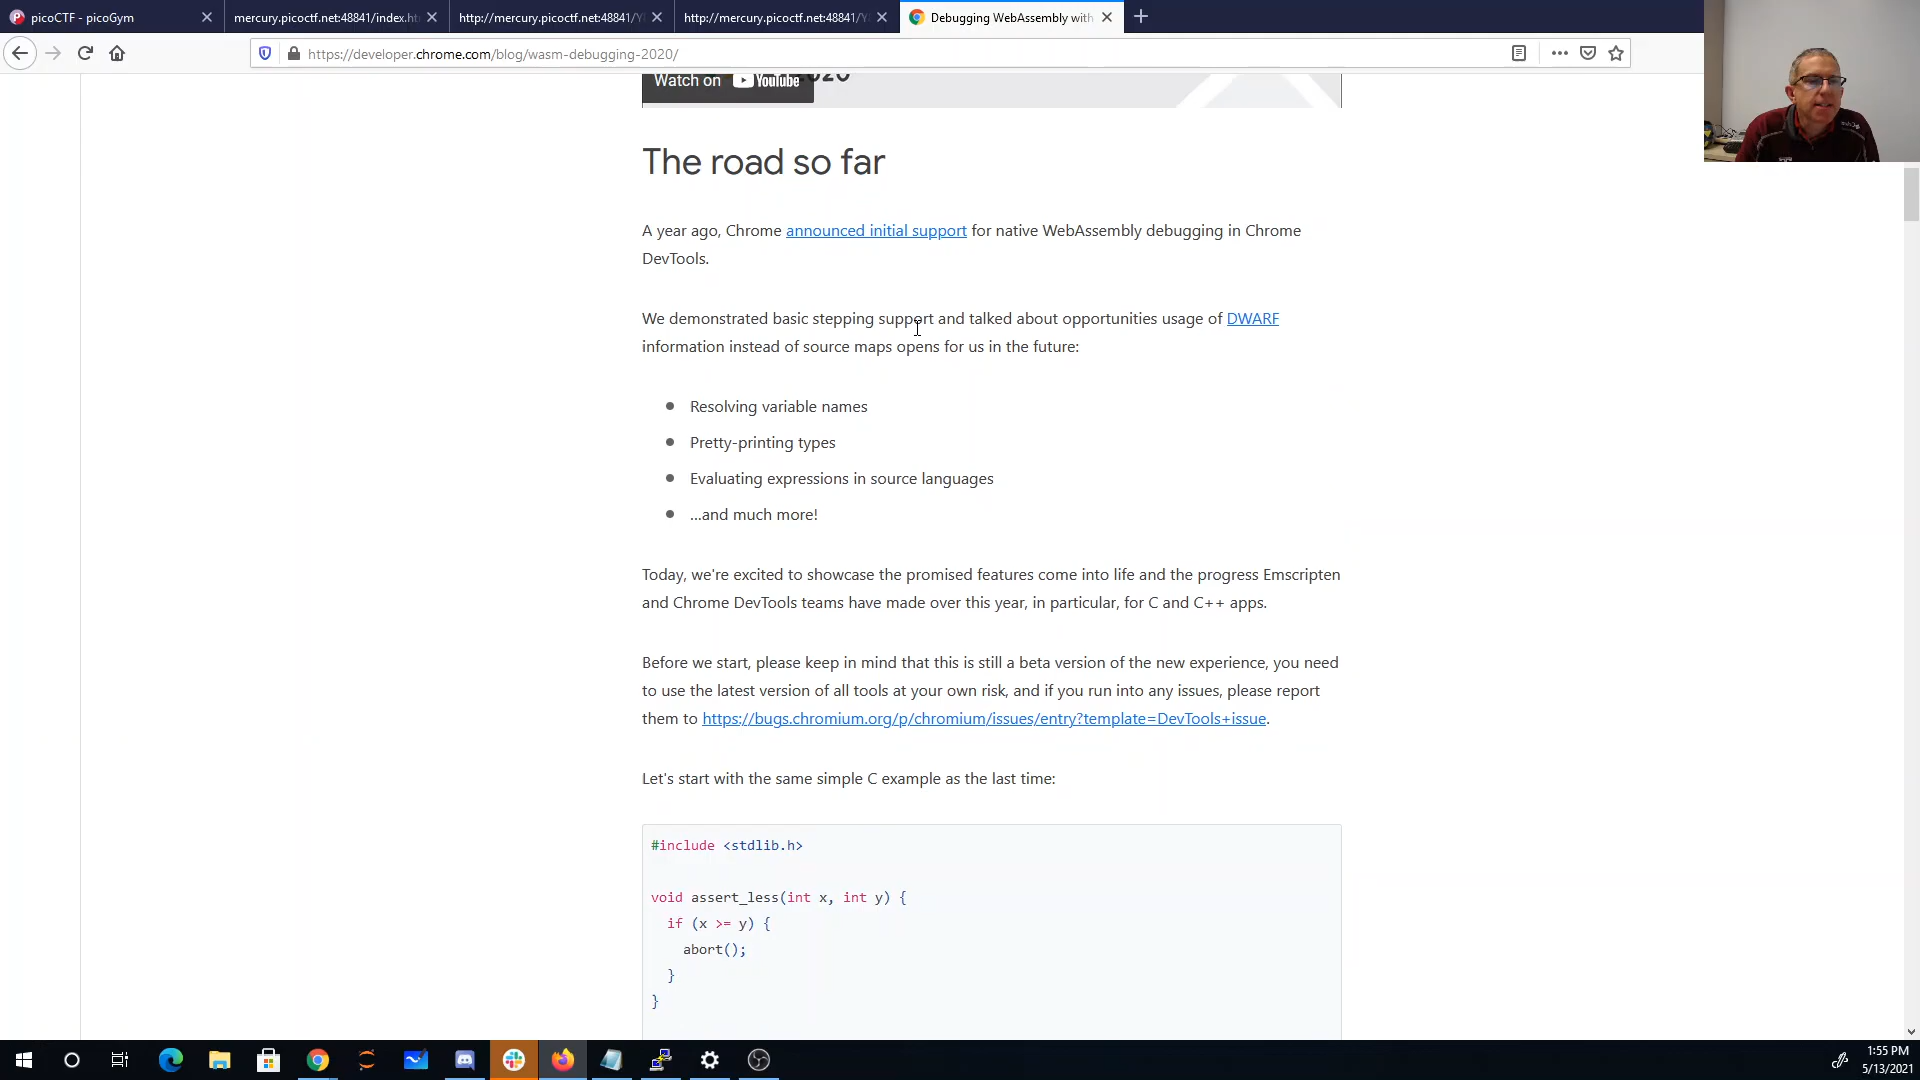 picoCTF - picoGym
mercury.picoctf.net:48841/index.ht
http://mercury.picoctf.net:48841/Y
http://mercury.picoctf.net:48841/Y
Debugging WebAssembly with
https://developer.chrome.com/blog/wasm-debugging-2020/
Watch on YouTube 2020
The road so far
A year ago, Chrome announced initial support for native WebAssembly debugging in Chrome
DevTools.
We demonstrated basic stepping support and talked about opportunities usage of DWARF
information instead of source maps opens for us in the future:
Resolving variable names
Pretty-printing types
Evaluating expressions in source languages
…and much more!
Today, we're excited to showcase the promised features come into life and the progress Emscripten
and Chrome DevTools teams have made over this year, in particular, for C and C++ apps.
Before we start, please keep in mind that this is still a beta version of the new experience, you need
to use the latest version of all tools at your own risk, and if you run into any issues, please report
them to https://bugs.chromium.org/p/chromium/issues/entry?template=DevTools+issue.
Let's start with the same simple C example as the last time:
#include <stdlib.h>
void assert_less(int x, int y) {
if (x >= y) {
abort();
}
}
1:55 PM
5/13/2021